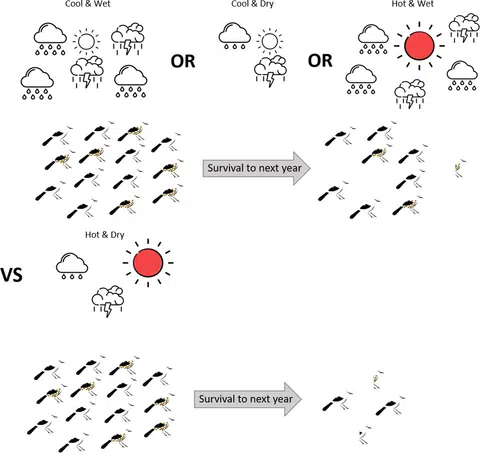 Cool & Wet
OR
Cool & Dry
OR
Hot & Wet
Survival to next year
Hot & Dry
VS
Survival to next year